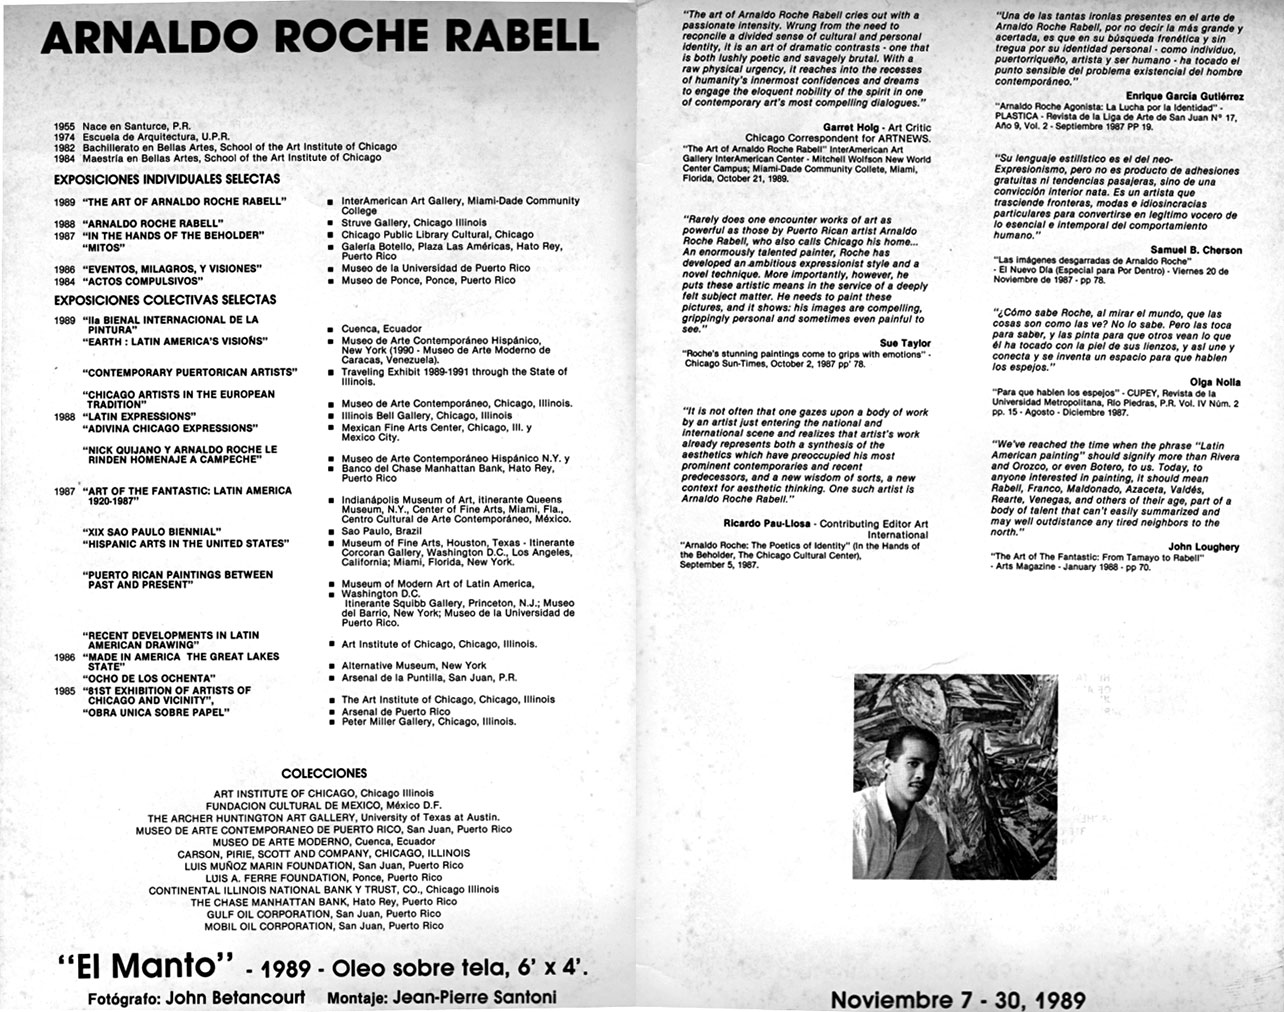 ARNALDO ROCHE RABELL
1955 Nace en Santurce, P.R.
1974 Escuela de Arquitectura, U.P.R.
1982 Bachillerato en Bellas Artes, School of the Art Institute of Chicago
1984 Maestría en Bellas Artes, School of the Art Institute of Chicago
EXPOSICIONES INDIVIDUALES SELECTAS
1989 "THE ART OF ARNALDO ROCHE RABELL" ■ InterAmerican Art Gallery, Miami-Dade Community
College
1988 "ARNALDO ROCHE RABELL" ■ Struve Gallery, Chicago Illinois
1987 "IN THE HANDS OF THE BEHOLDER" ■ Chicago Public Library Cultural, Chicago
"MITOS" ■ Galería Botello, Plaza Las Américas, Hato Rey,
Puerto Rico
1986 "EVENTOS, MILAGROS, Y VISIONES" ■ Museo de la Universidad de Puerto Rico
1984 "ACTOS COMPULSIVOS" ■ Museo de Ponce, Ponce, Puerto Rico
EXPOSICIONES COLECTIVAS SELECTAS
1989 "IIa BIENAL INTERNACIONAL DE LA
PINTURA" ■ Cuenca, Ecuador
"EARTH : LATIN AMERICA'S VISIOÑS" ■ Museo de Arte Contemporáneo Hispánico,
New York (1990 - Museo de Arte Moderno de
Caracas, Venezuela).
"CONTEMPORARY PUERTORICAN ARTISTS" ■ Traveling Exhibit 1989-1991 through the State of
Illinois.
"CHICAGO ARTISTS IN THE EUROPEAN
TRADITION" ■ Museo de Arte Contemporáneo, Chicago, Illinois.
1988 "LATIN EXPRESSIONS" ■ Illinois Bell Gallery, Chicago, Illinois
"ADIVINA CHICAGO EXPRESSIONS" ■ Mexican Fine Arts Center, Chicago, Ill. y
Mexico City.
"NICK QUIJANO Y ARNALDO ROCHE LE
RINDEN HOMENAJE A CAMPECHE" ■ Museo de Arte Contemporáneo Hispánico N.Y. y
■ Banco del Chase Manhattan Bank, Hato Rey,
Puerto Rico
1987 "ART OF THE FANTASTIC: LATIN AMERICA
1920-1987" ■ Indianápolis Museum of Art, itinerante Queens
Museum, N.Y., Center of Fine Arts, Miami, Fla.,
Centro Cultural de Arte Contemporáneo, México.
"XIX SAO PAULO BIENNIAL" ■ Sao Paulo, Brazil
"HISPANIC ARTS IN THE UNITED STATES" ■ Museum of Fine Arts, Houston, Texas - Itinerante
Corcoran Gallery, Washington D.C., Los Angeles,
California; Miami, Florida, New York.
"PUERTO RICAN PAINTINGS BETWEEN
PAST AND PRESENT" ■ Museum of Modern Art of Latin America,
■ Washington D.C.
Itinerante Squibb Gallery, Princeton, N.J.; Museo
del Barrio, New York; Museo de la Universidad de
Puerto Rico.
"RECENT DEVELOPMENTS IN LATIN
AMERICAN DRAWING" ■ Art Institute of Chicago, Chicago, Illinois.
1986 "MADE IN AMERICA THE GREAT LAKES
STATE" ■ Alternative Museum, New York
"OCHO DE LOS OCHENTA" ■ Arsenal de la Puntilla, San Juan, P.R.
1985 "81ST EXHIBITION OF ARTISTS OF
CHICAGO AND VICINITY", ■ The Art Institute of Chicago, Chicago, Illinois
"OBRA UNICA SOBRE PAPEL" ■ Arsenal de Puerto Rico
■ Peter Miller Gallery, Chicago, Illinois.
COLECCIONES
ART INSTITUTE OF CHICAGO, Chicago Illinois
FUNDACION CULTURAL DE MEXICO, México D.F.
THE ARCHER HUNTINGTON ART GALLERY, University of Texas at Austin.
MUSEO DE ARTE CONTEMPORANEO DE PUERTO RICO, San Juan, Puerto Rico
MUSEO DE ARTE MODERNO, Cuenca, Ecuador
CARSON, PIRIE, SCOTT AND COMPANY, CHICAGO, ILLINOIS
LUIS MUÑOZ MARIN FOUNDATION, San Juan, Puerto Rico
LUIS A. FERRE FOUNDATION, Ponce, Puerto Rico
CONTINENTAL ILLINOIS NATIONAL BANK Y TRUST, CO., Chicago Illinois
THE CHASE MANHATTAN BANK, Hato Rey, Puerto Rico
GULF OIL CORPORATION, San Juan, Puerto Rico
MOBIL OIL CORPORATION, San Juan, Puerto Rico
"El Manto" - 1989 - Oleo sobre tela, 6' x 4'.
Fotógrafo: John Betancourt Montaje: Jean-Pierre Santoni
"The art of Arnaldo Roche Rabell cries out with a
passionate intensity. Wrung from the need to
reconcile a divided sense of cultural and personal
identity, it is an art of dramatic contrasts - one that
is both lushly poetic and savagely brutal. With a
raw physical urgency, it reaches into the recesses
of humanity's innermost confidences and dreams
to engage the eloquent nobility of the spirit in one
of contemporary art's most compelling dialogues."
Garret Holg - Art Critic
Chicago Correspondent for ARTNEWS.
"The Art of Arnaldo Roche Rabell" InterAmerican Art
Gallery InterAmerican Center - Mitchell Wolfson New World
Center Campus; Miami-Dade Community Collete, Miami,
Florida, October 21, 1989.
"Rarely does one encounter works of art as
powerful as those by Puerto Rican artist Arnaldo
Roche Rabell, who also calls Chicago his home...
An enormously talented painter, Roche has
developed an ambitious expressionist style and a
novel technique. More importantly, however, he
puts these artistic means in the service of a deeply
felt subject matter. He needs to paint these
pictures, and it shows: his images are compelling,
grippingly personal and sometimes even painful to
see."
Sue Taylor
"Roche's stunning paintings come to grips with emotions" -
Chicago Sun-Times, October 2, 1987 pp' 78.
"It is not often that one gazes upon a body of work
by an artist just entering the national and
international scene and realizes that artist's work
already represents both a synthesis of the
aesthetics which have preoccupied his most
prominent contemporaries and recent
predecessors, and a new wisdom of sorts, a new
context for aesthetic thinking. One such artist is
Arnaldo Roche Rabell."
Ricardo Pau-Llosa - Contributing Editor Art
International
"Arnaldo Roche: The Poetics of Identity" (In the Hands of
the Beholder, The Chicago Cultural Center),
September 5, 1987.
"Una de las tantas ironías presentes en el arte de
Arnaldo Roche Rabell, por no decir la más grande y
acertada, es que en su búsqueda frenética y sin
tregua por su identidad personal - como individuo,
puertorriqueño, artista y ser humano - ha tocado el
punto sensible del problema existencial del hombre
contemporáneo."
Enrique García Gutiérrez
"Arnaldo Roche Agonista: La Lucha por la Identidad" -
PLASTICA - Revista de la Liga de Arte de San Juan Nº 17,
Año 9, Vol. 2 - Septiembre 1987 PP 19.
"Su lenguaje estilístico es el del neo-
Expresionismo, pero no es producto de adhesiones
gratuitas ni tendencias pasajeras, sino de una
convicción interior nata. Es un artista que
trasciende fronteras, modas e idiosincracias
particulares para convertirse en legítimo vocero de
lo esencial e intemporal del comportamiento
humano."
Samuel B. Cherson
"Las imágenes desgarradas de Arnaldo Roche"
- El Nuevo Día (Especial para Por Dentro) - Viernes 20 de
Noviembre de 1987 - pp 78.
"¿Cómo sabe Roche, al mirar el mundo, que las
cosas son como las ve? No lo sabe. Pero las toca
para saber, y las pinta para que otros vean lo que
él ha tocado con la piel de sus lienzos, y así une y
conecta y se inventa un espacio para que hablen
los espejos."
Olga Nolla
"Para que hablen los espejos" - CUPEY, Revista de la
Universidad Metropolitana, Río Piedras, P.R. Vol. IV Núm. 2
pp. 15 - Agosto - Diciembre 1987.
"We've reached the time when the phrase "Latin
American painting" should signify more than Rivera
and Orozco, or even Botero, to us. Today, to
anyone interested in painting, it should mean
Rabell, Franco, Maldonado, Azaceta, Valdés,
Rearte, Venegas, and others of their age, part of a
body of talent that can't easily summarized and
may well outdistance any tired neighbors to the
north."
John Loughery
"The Art of The Fantastic: From Tamayo to Rabell"
- Arts Magazine - January 1988 - pp 70.
Noviembre 7 - 30, 1989